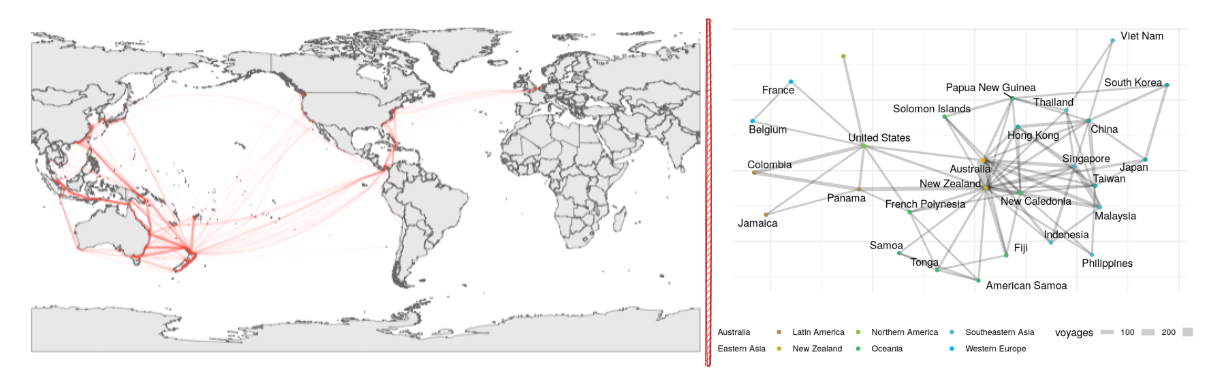 Viet Nam
South Korea
France
Papua New Guinea
Thailand
Solomon Islands
Belgium
China
Hong Kong
United States
Singapore
Colombia
Australia
Japan
New Zealand
Taiwan
Panama
French Polynesia
New Caledonia
Jamaica
Malaysia
Indonesia
Samoa
Fiji
Tonga
Philippines
American Samoa
Australia Latin America Northern America Southeastern Asia voyages 100 200
Eastern Asia New Zealand Oceania Western Europe